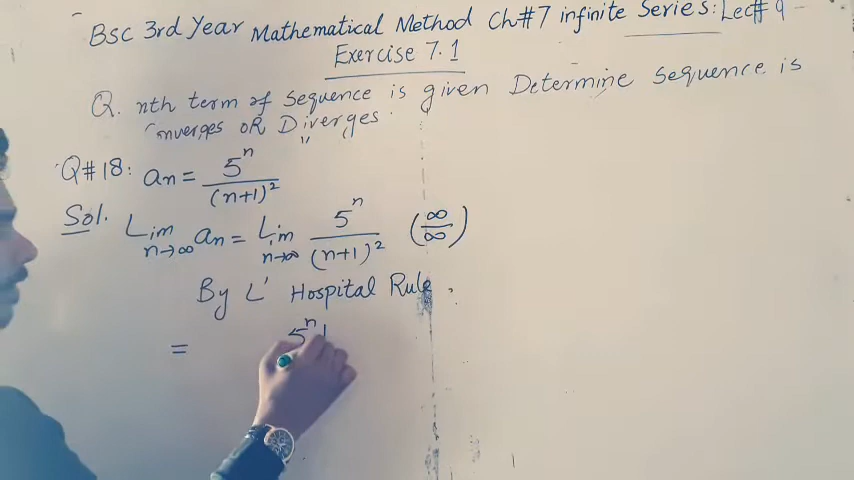 Bsc 3rd Year Mathematical Method Ch#7 infinite Series: Lec# 9
Exercise 7.1
Q. nth term of sequence is given Determine sequence is
Converges OR Diverges.
Q#18: an = 5^n / (n+1)^2
Sol. Lim n→∞ an = Lim n→∞ 5^n / (n+1)^2 (∞/∞)
By L' Hospital Rule.
= 5^n